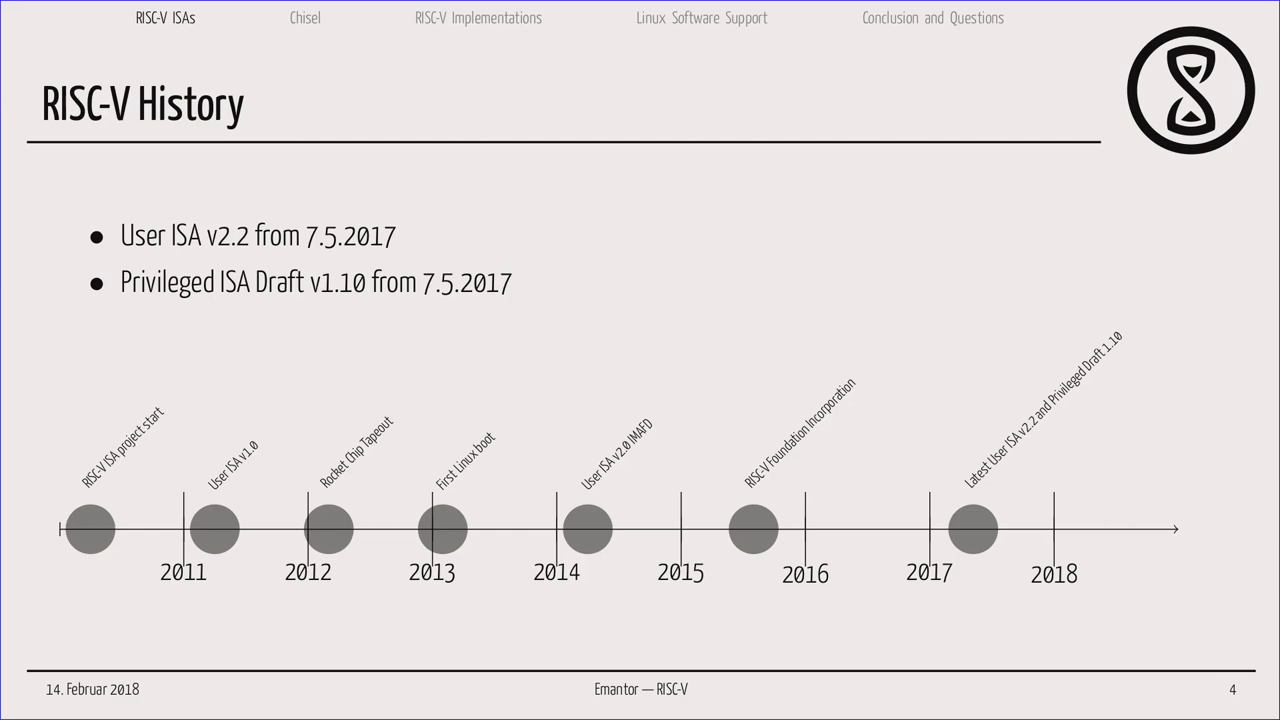 RISC-V ISAs Chisel RISC-V Implementations Linux Software Support Conclusion and Questions
RISC-V History
● User ISA v2.2 from 7.5.2017
● Privileged ISA Draft v1.10 from 7.5.2017
RISC-V ISA project start
User ISA v1.0
Rocket Chip Tapeout
First Linux boot
User ISA v2.0 IMAFD
RISC-V Foundation Incorporation
Latest User ISA v2.2 and Privileged Draft 1.10
2011 2012 2013 2014 2015 2016 2017 2018
14. Februar 2018 Emantor — RISC-V 4